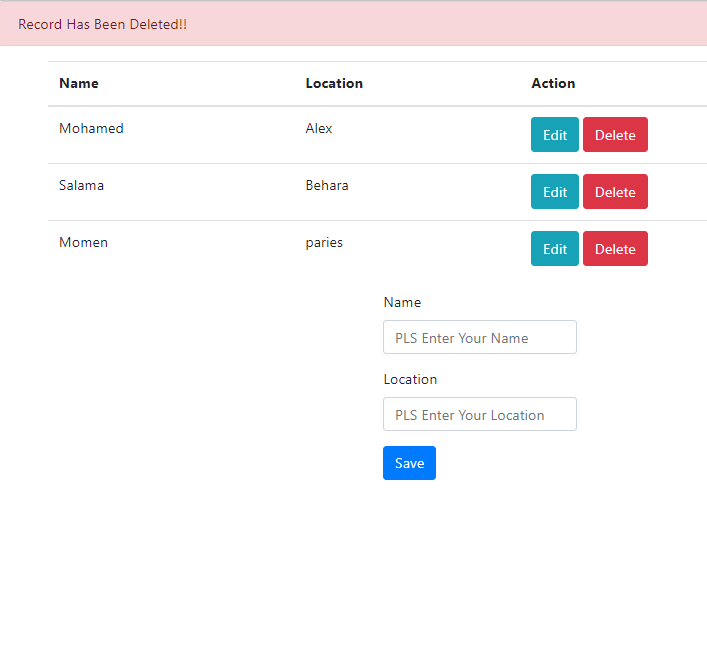 Record Has Been Deleted!!
Name Location Action
Mohamed Alex Edit Delete
Salama Behara Edit Delete
Momen paries Edit Delete
Name
PLS Enter Your Name
Location
PLS Enter Your Location
Save